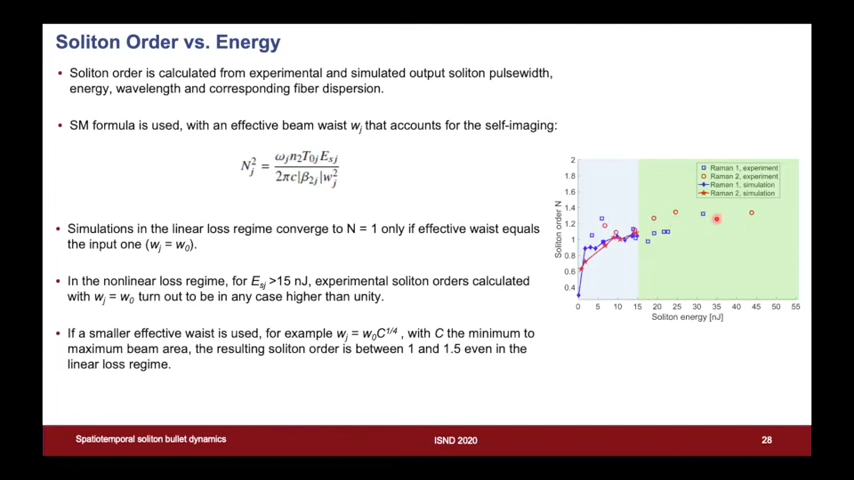 Soliton Order vs. Energy
• Soliton order is calculated from experimental and simulated output soliton pulsewidth,
energy, wavelength and corresponding fiber dispersion.
• SM formula is used, with an effective beam waist wj that accounts for the self-imaging:
Nj² = ωj n2 T0j Esj / 2πc|β2j|wj²
• Simulations in the linear loss regime converge to N = 1 only if effective waist equals
the input one (wj = w0).
• In the nonlinear loss regime, for Esj >15 nJ, experimental soliton orders calculated
with wj = w0 turn out to be in any case higher than unity.
• If a smaller effective waist is used, for example wj = w0C1/4 , with C the minimum to
maximum beam area, the resulting soliton order is between 1 and 1.5 even in the
linear loss regime.
Soliton order N
2
1.8
1.6
1.4
1.2
1
0.8
0.6
0.4
Raman 1, experiment
Raman 2, experiment
Raman 1, simulation
Raman 2, simulation
0 5 10 15 20 25 30 35 40 45 50 55
Soliton energy [nJ]
Spatiotemporal soliton bullet dynamics
ISND 2020
28